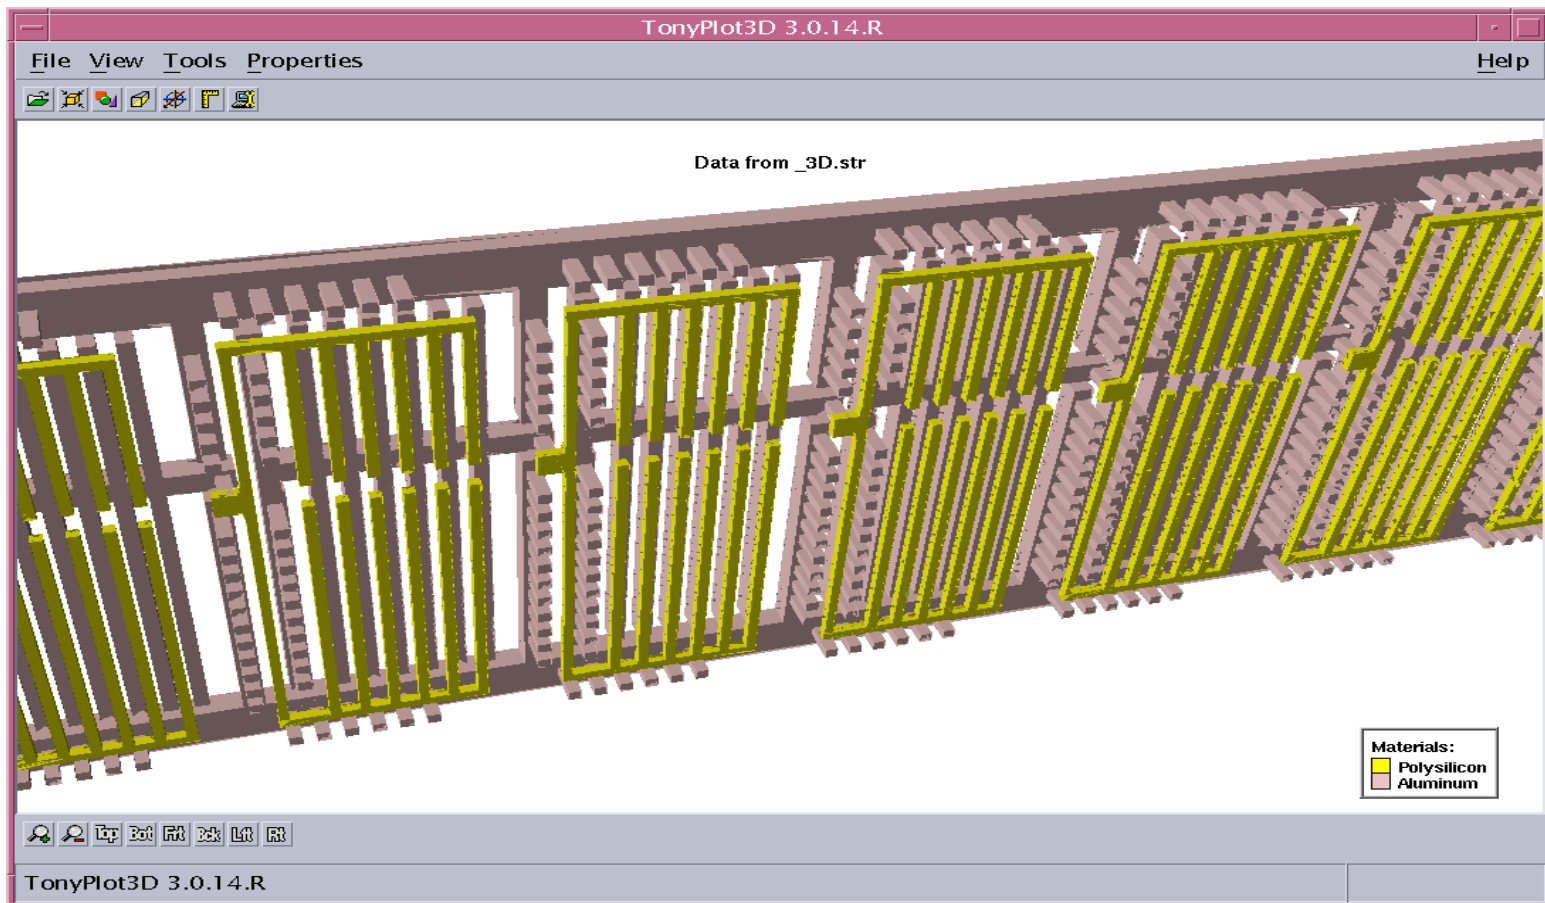 TonyPlot3D 3.0.14.R
File View Tools Properties Help
Data from _3D.str
Materials:
Polysilicon
Aluminum
Top Bot Frt Bck Lft Rt
TonyPlot3D 3.0.14.R